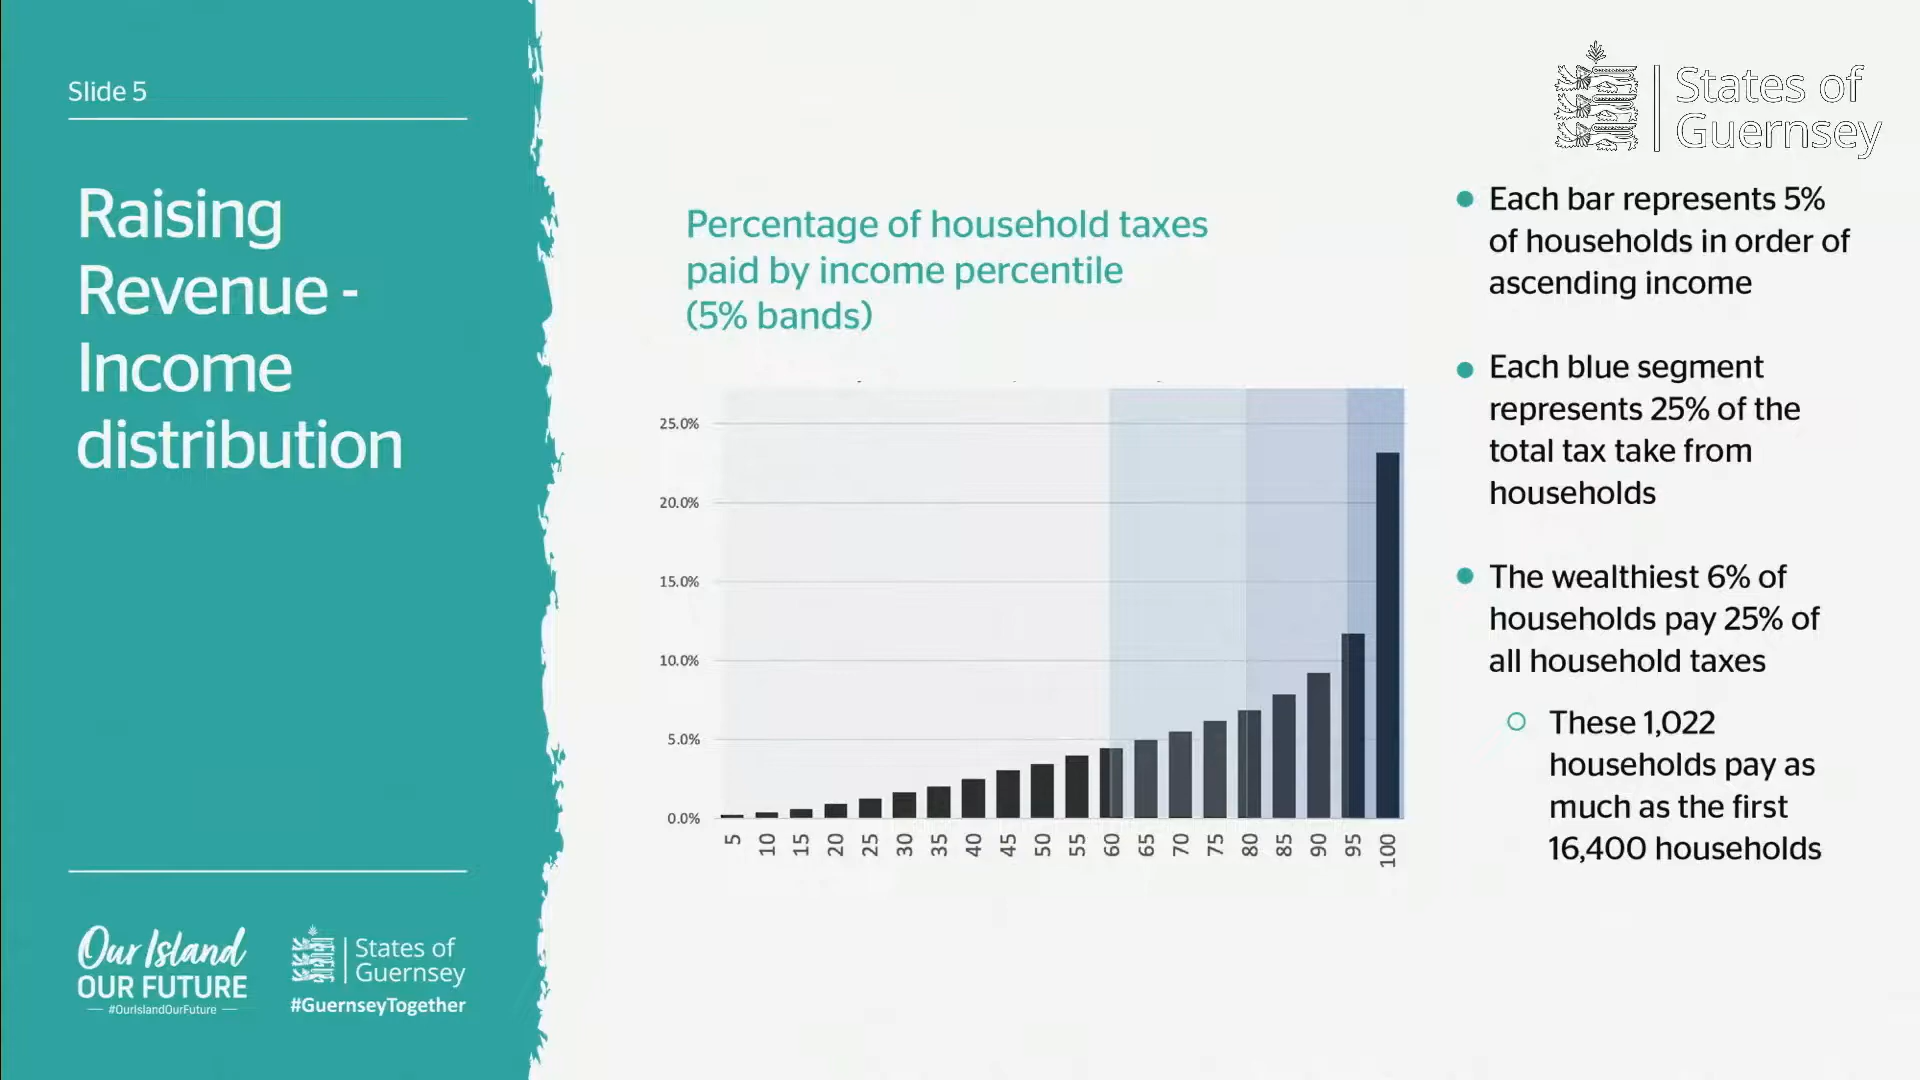 Slide 5
Raising
Revenue -
Income
distribution
Our Island
OUR FUTURE
#OurIslandOurFuture
States of
Guernsey
#GuernseyTogether
Percentage of household taxes
paid by income percentile
(5% bands)
25.0%
20.0%
15.0%
10.0%
5.0%
0.0%
5
10
15
20
25
30
35
40
45
50
55
60
65
70
75
80
85
90
95
100
States of
Guernsey
Each bar represents 5%
of households in order of
ascending income
Each blue segment
represents 25% of the
total tax take from
households
The wealthiest 6% of
households pay 25% of
all household taxes
These 1,022
households pay as
much as the first
16,400 households